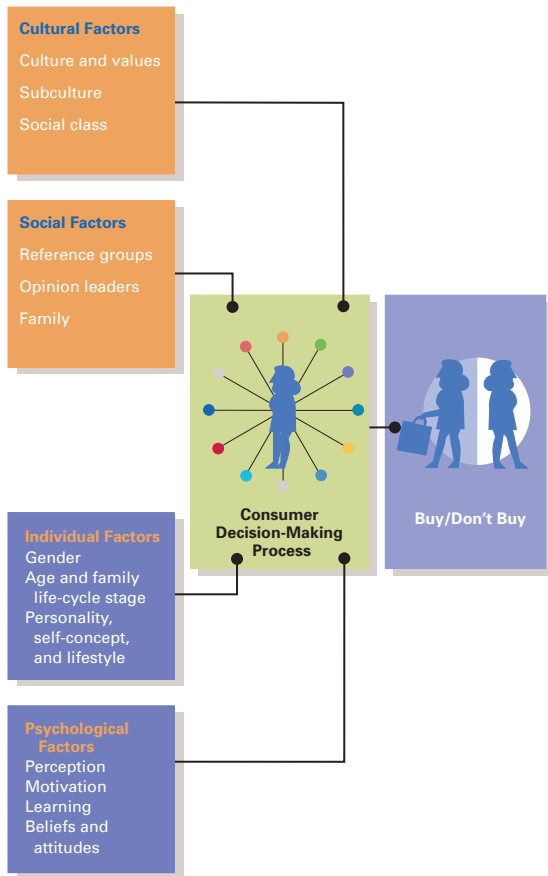 Cultural Factors
Culture and values
Subculture
Social class
Social Factors
Reference groups
Opinion leaders
Family
Individual Factors
Gender
Age and family
life-cycle stage
Personality,
self-concept,
and lifestyle
Psychological
Factors
Perception
Motivation
Learning
Beliefs and
attitudes
Consumer
Decision-Making
Process
Buy/Don't Buy